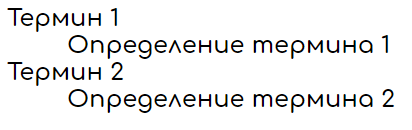 Термин 1
Определение термина 1
Термин 2
Определение термина 2